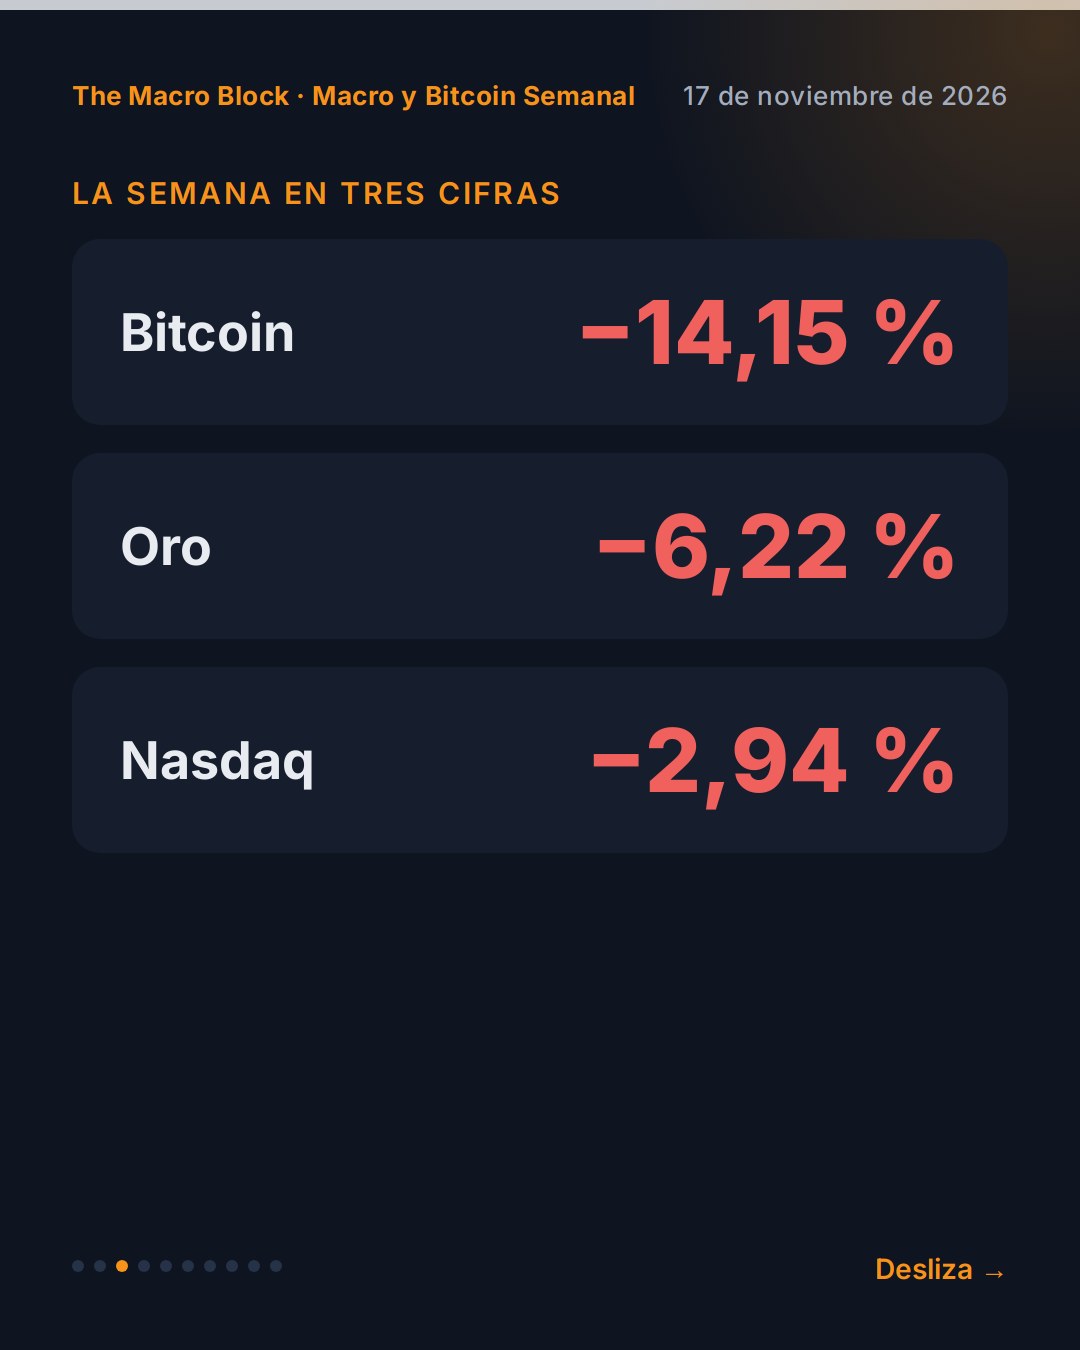 The Macro Block · Macro y Bitcoin Semanal 17 de noviembre de 2026
LA SEMANA EN TRES CIFRAS
Bitcoin −14,15 %
Oro −6,22 %
Nasdaq −2,94 %
Desliza →